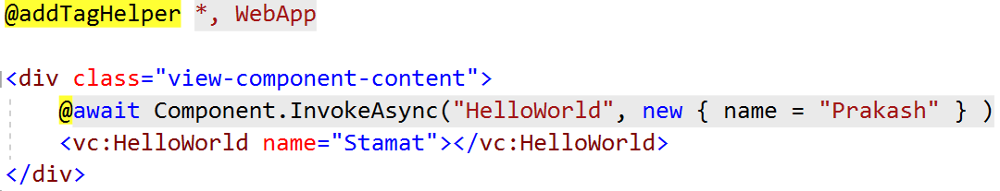 @addTagHelper *, WebApp
<div class="view-component-content">
@await Component.InvokeAsync("HelloWorld", new { name = "Prakash" } )
<vc:HelloWorld name="Stamat"></vc:HelloWorld>
</div>